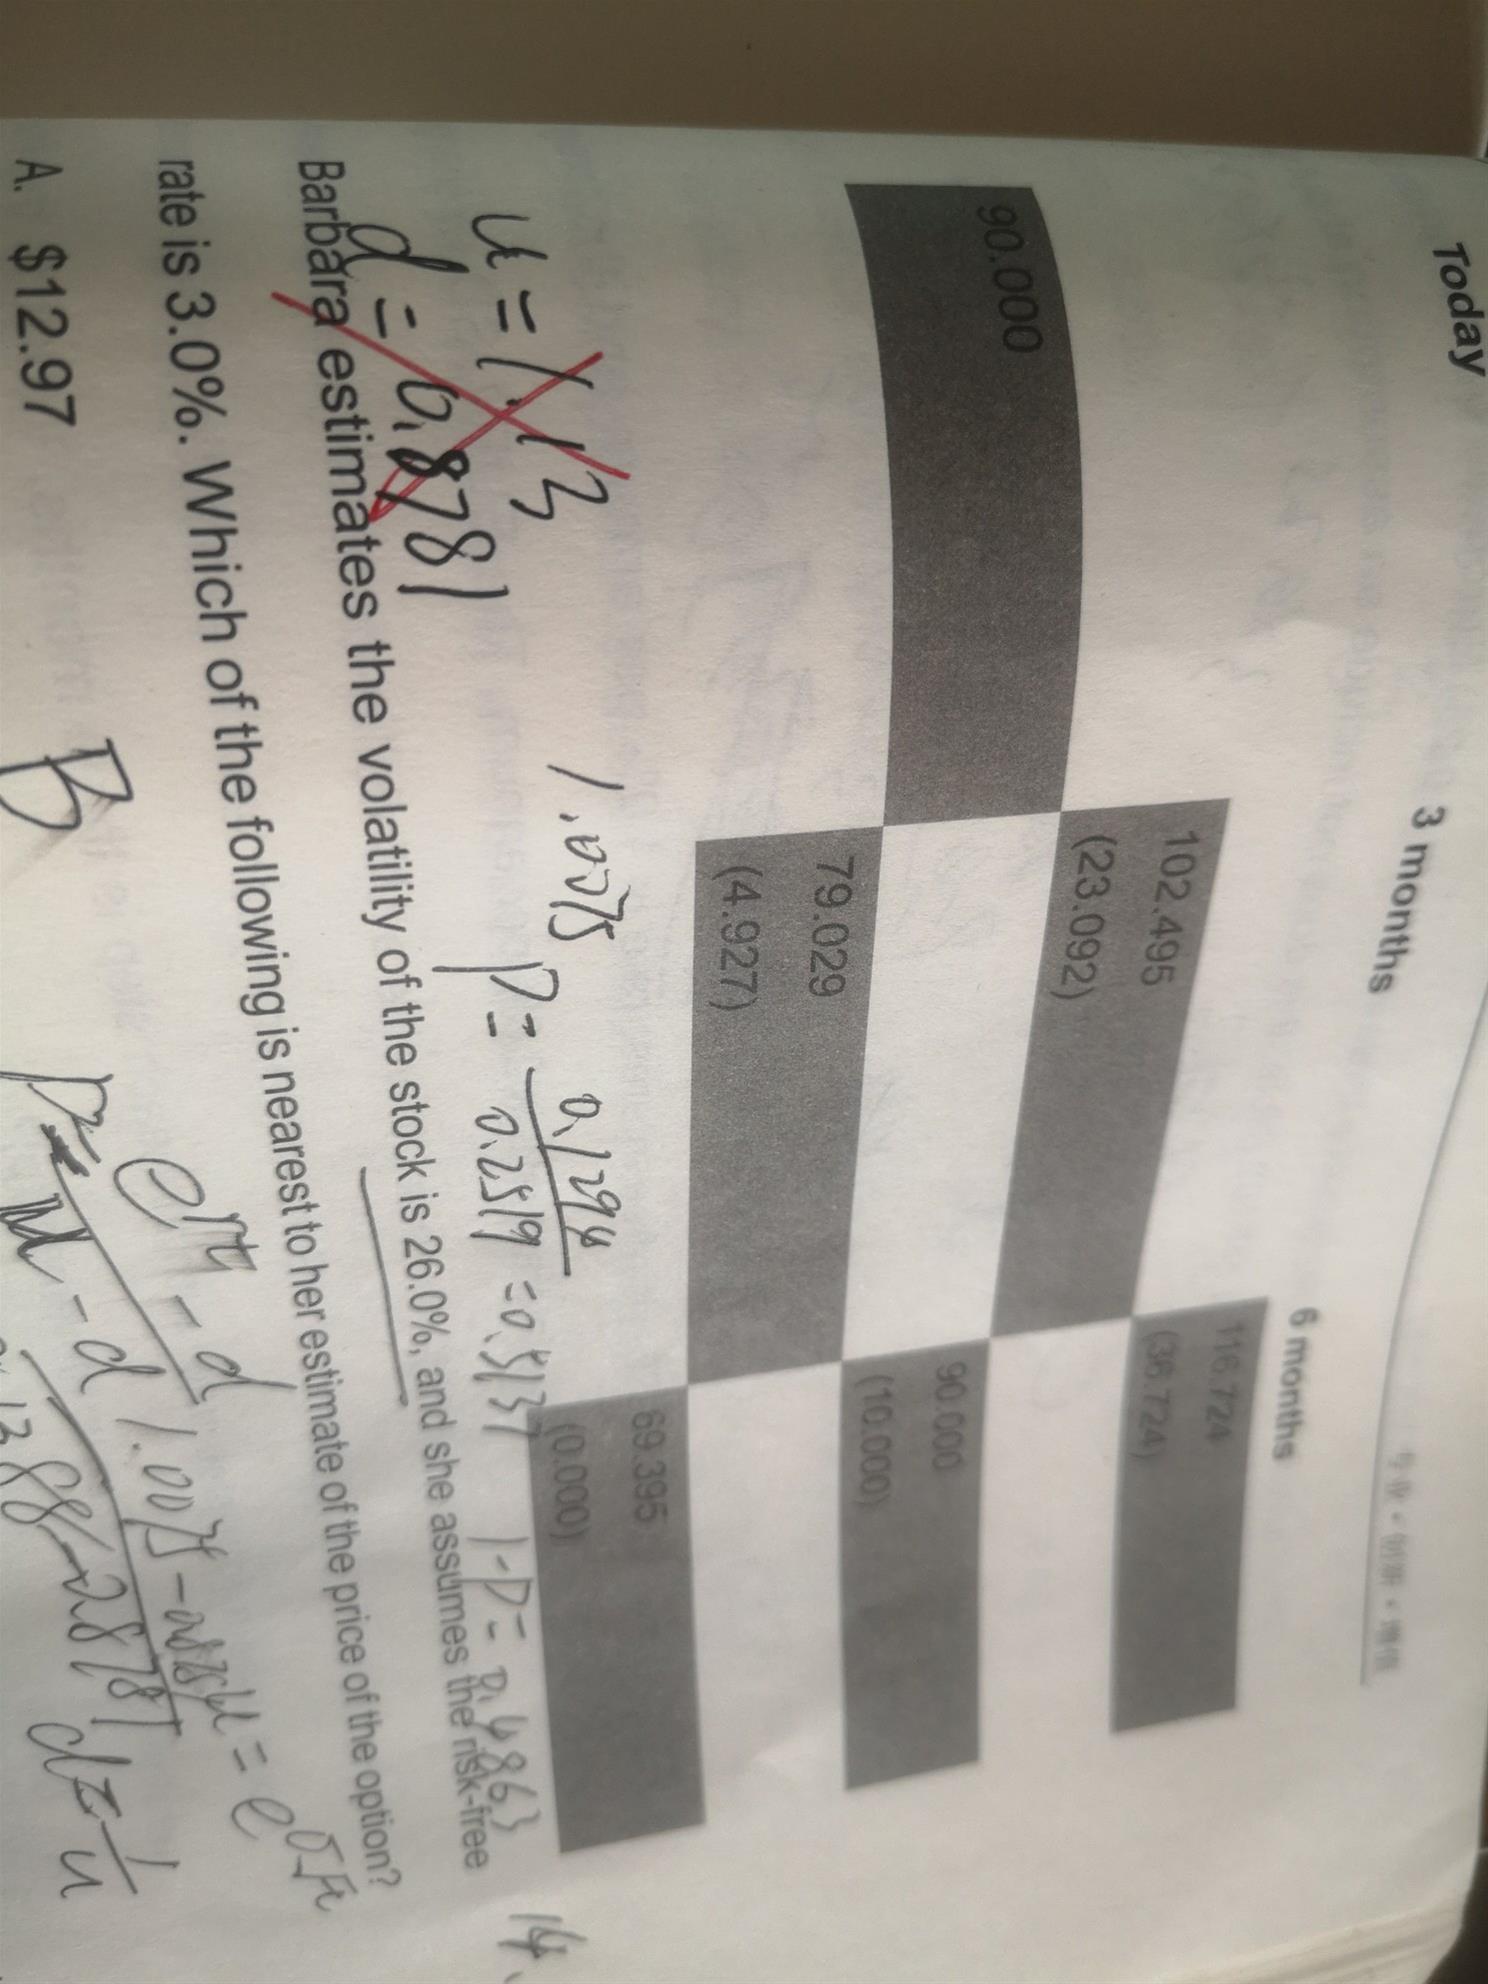 Today
3 months
6 months
116.724
(36.724)
102.495
(23.092)
90.000
90.000
(10.000)
79.029
(4.927)
69.395
(0.000)
u = 1.13
d = 0.8781
1.0075
p = 0.1294 / 0.2519 = 0.5137
1-p = 0.4863
14.
Barbara estimates the volatility of the stock is 26.0%, and she assumes the risk-free
rate is 3.0%. Which of the following is nearest to her estimate of the price of the option?
A. $12.97
B